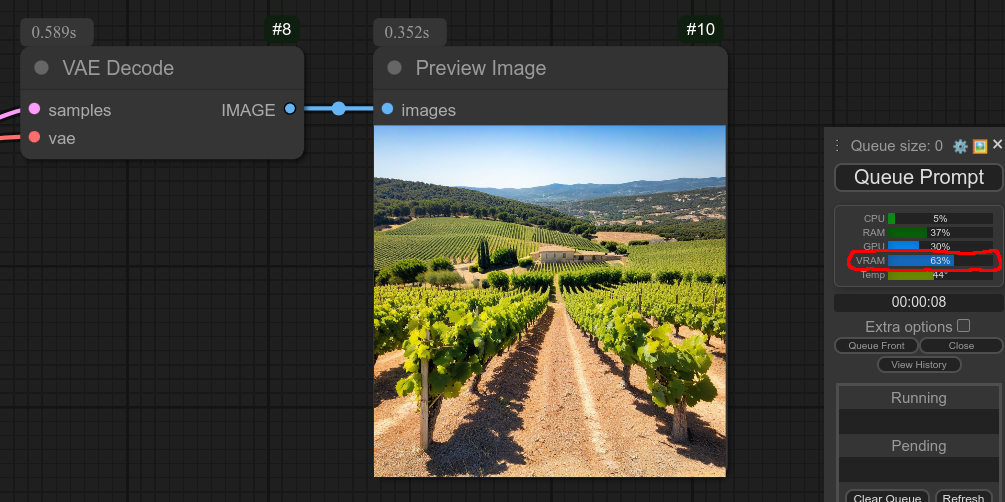 0.589s
#8
VAE Decode
samples
IMAGE
vae
0.352s
#10
Preview Image
images
Queue size: 0
Queue Prompt
CPU 5%
RAM 37%
GPU 30%
VRAM 63%
Temp 44°
00:00:08
Extra options
Queue Front
Close
View History
Running
Pending
Clear Queue
Refresh